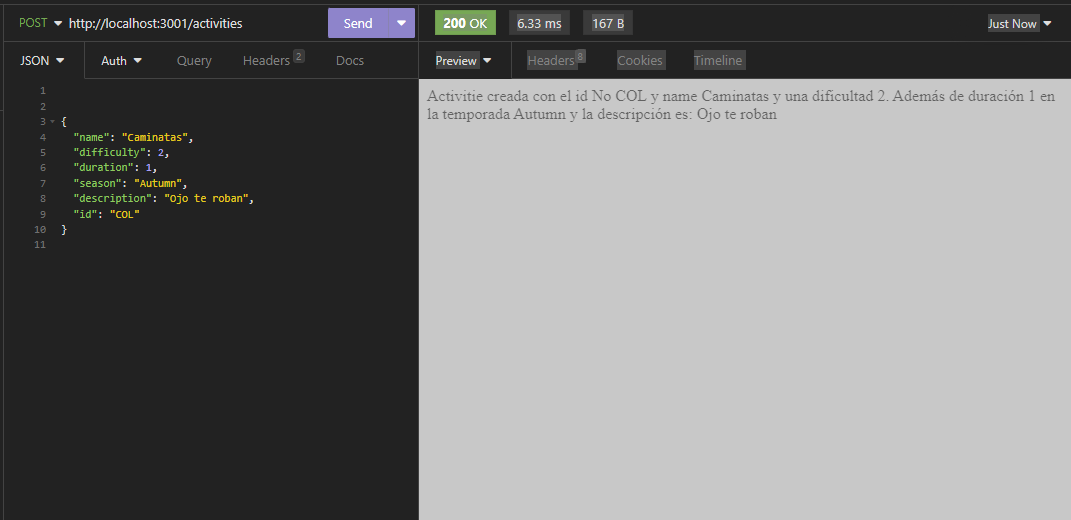 POST http://localhost:3001/activities Send 200 OK 6.33 ms 167 B Just Now
JSON Auth Query Headers 2 Docs Preview Headers 8 Cookies Timeline
1
2
3 {
4 "name": "Caminatas",
5 "difficulty": 2,
6 "duration": 1,
7 "season": "Autumn",
8 "description": "Ojo te roban",
9 "id": "COL"
10 }
11
Activitie creada con el id No COL y name Caminatas y una dificultad 2. Además de duración 1 en
la temporada Autumn y la descripción es: Ojo te roban